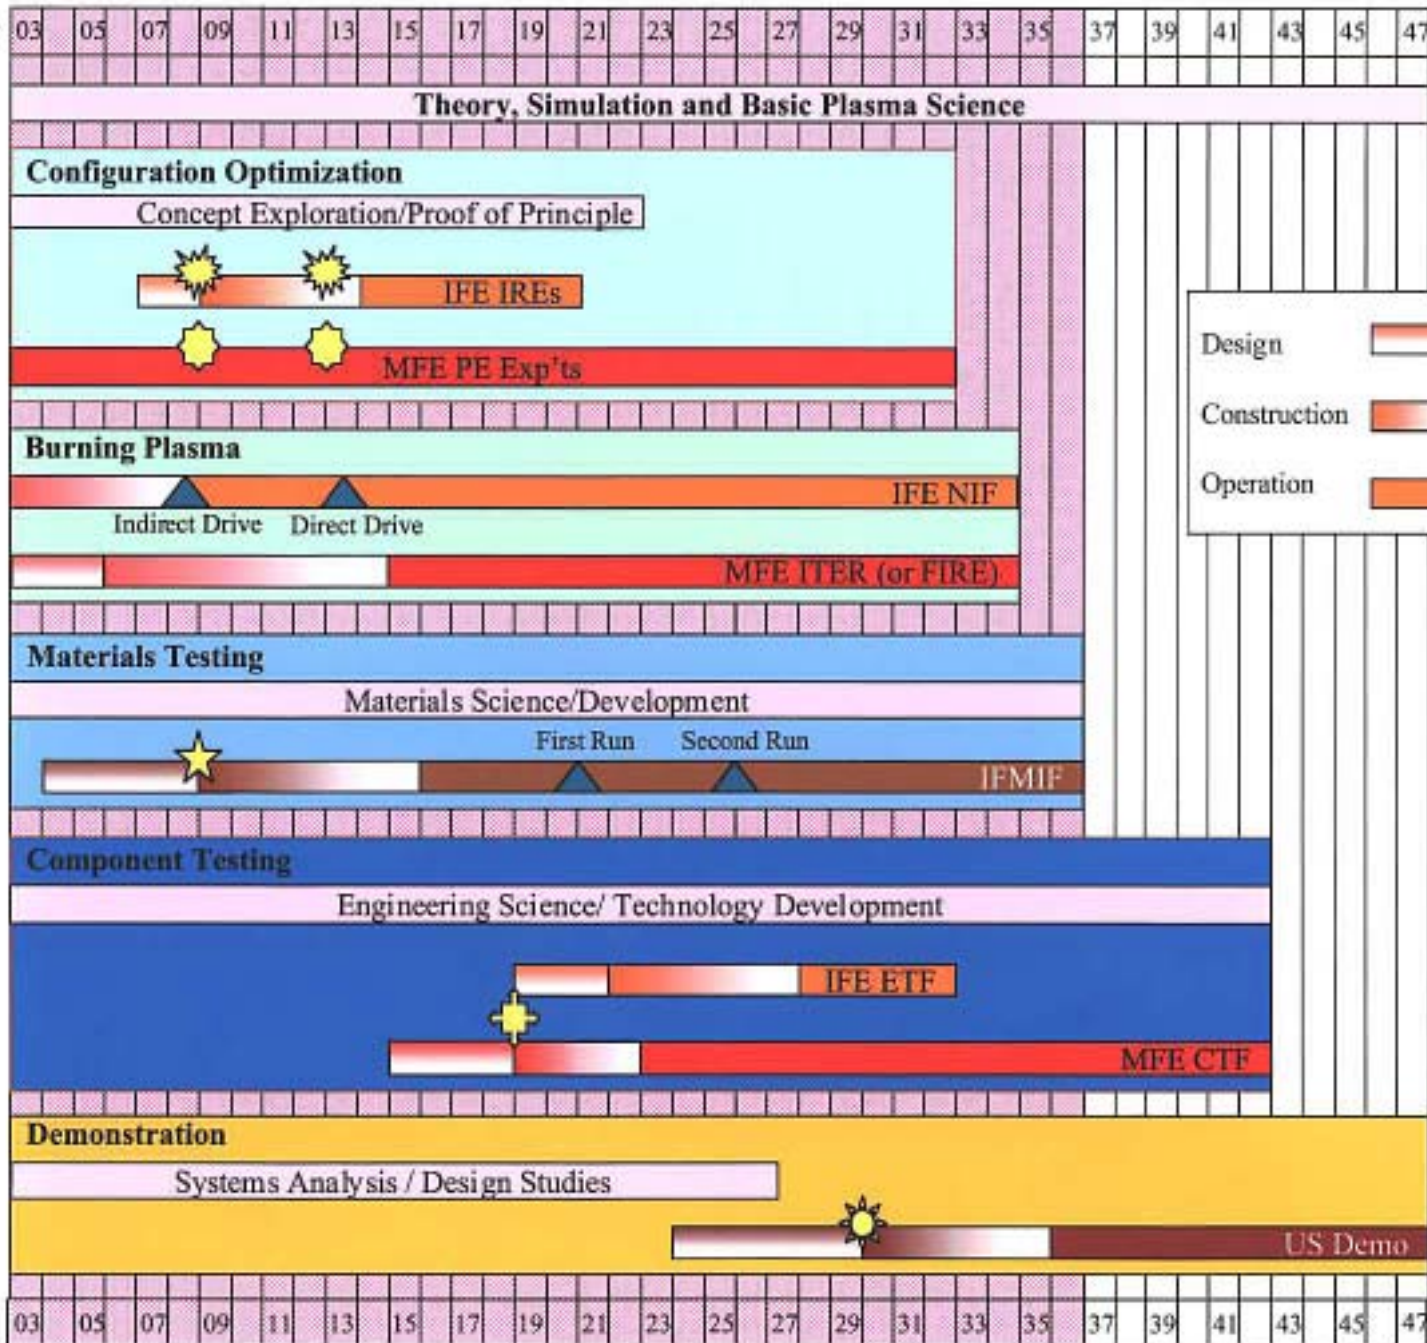 03 05 07 09 11 13 15 17 19 21 23 25 27 29 31 33 35 37 39 41 43 45 47
Theory, Simulation and Basic Plasma Science
Configuration Optimization
Concept Exploration/Proof of Principle
IFE IREs
MFE PE Exp'ts
Design
Construction
Operation
Burning Plasma
IFE NIF
Indirect Drive Direct Drive
MFE ITER (or FIRE)
Materials Testing
Materials Science/Development
First Run Second Run
IFMIF
Component Testing
Engineering Science/ Technology Development
IFE ETF
MFE CTF
Demonstration
Systems Analysis / Design Studies
US Demo
03 05 07 09 11 13 15 17 19 21 23 25 27 29 31 33 35 37 39 41 43 45 47